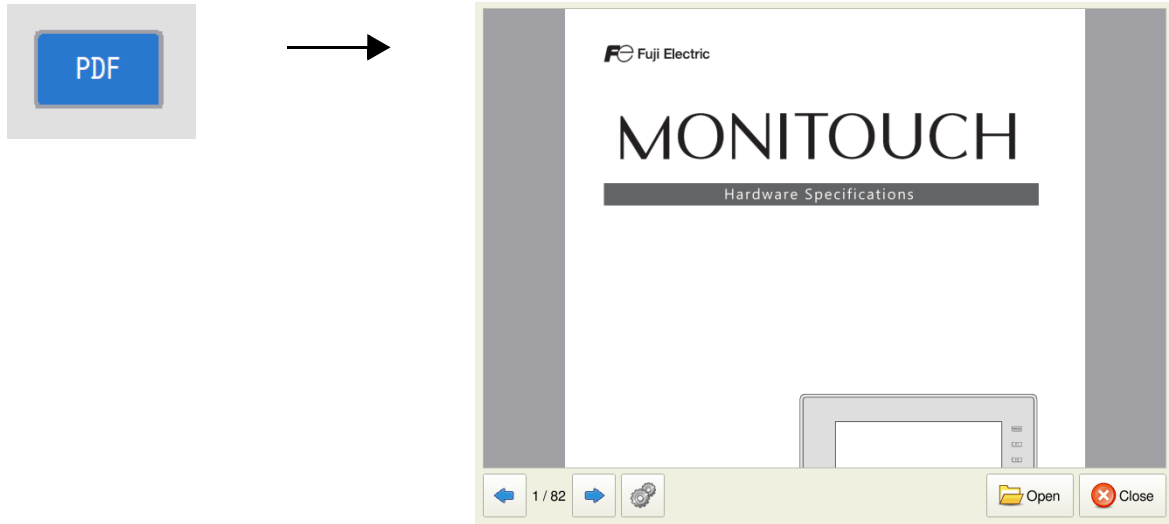 PDF
Fuji Electric
MONITOUCH
Hardware Specifications
1 / 82
Open
Close